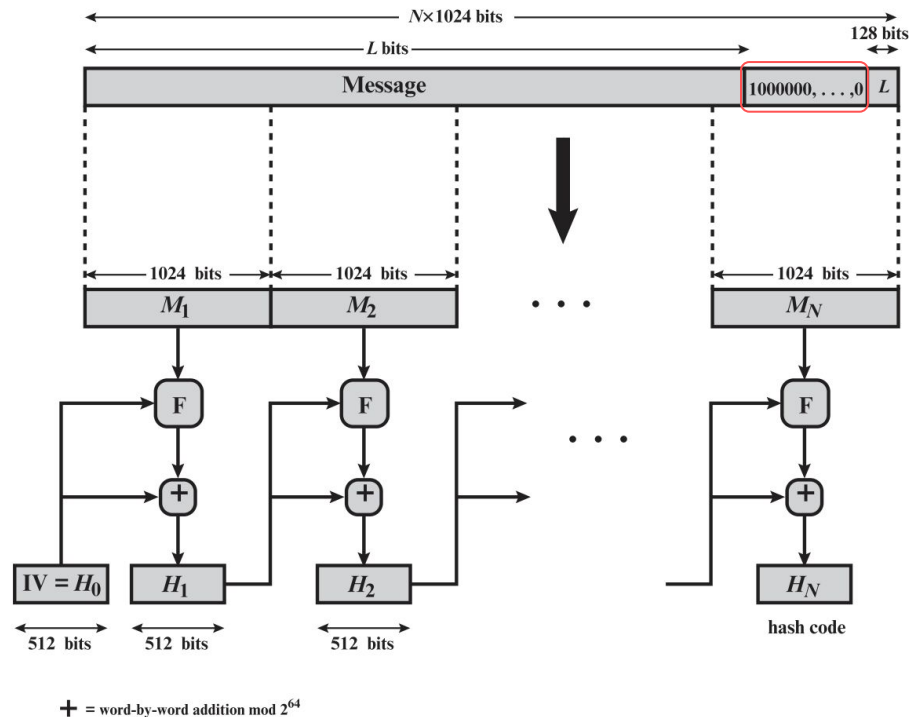 N×1024 bits
L bits
128 bits
Message
1000000, . . . ,0
L
1024 bits
1024 bits
1024 bits
M1
M2
. . .
MN
F
F
F
. . .
+
+
+
IV = H0
H1
H2
HN
512 bits
512 bits
512 bits
hash code
+ = word-by-word addition mod 2^64